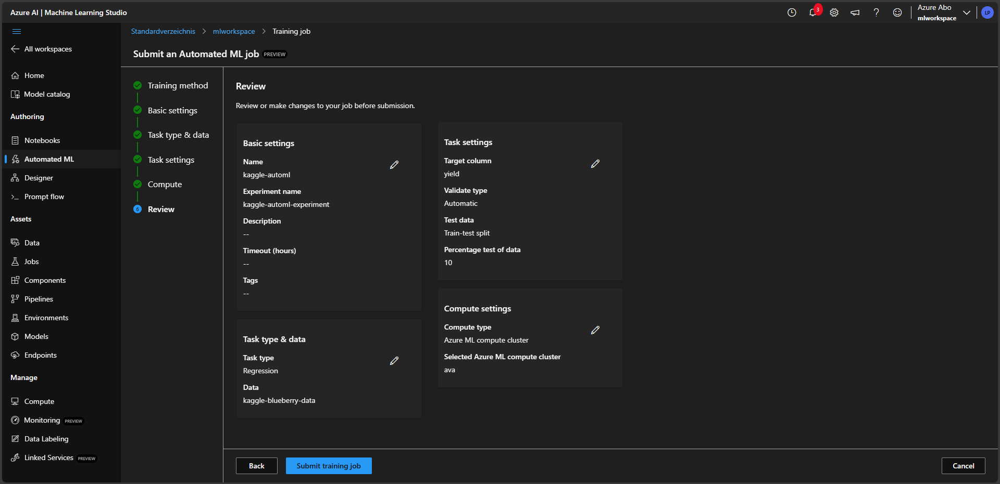 Azure AI | Machine Learning Studio
3
Azure Abo
mlworkspace
LP
All workspaces
Home
Model catalog
Authoring
Notebooks
Automated ML
Designer
Prompt flow
Assets
Data
Jobs
Components
Pipelines
Environments
Models
Endpoints
Manage
Compute
Monitoring PREVIEW
Data Labeling
Linked Services PREVIEW
Standardverzeichnis > mlworkspace > Training job
Submit an Automated ML job PREVIEW
Training method
Basic settings
Task type & data
Task settings
Compute
6 Review
Review
Review or make changes to your job before submission.
Basic settings
Name
kaggle-automl
Experiment name
kaggle-automl-experiment
Description
--
Timeout (hours)
--
Tags
--
Task type & data
Task type
Regression
Data
kaggle-blueberry-data
Task settings
Target column
yield
Validate type
Automatic
Test data
Train-test split
Percentage test of data
10
Compute settings
Compute type
Azure ML compute cluster
Selected Azure ML compute cluster
ava
Back
Submit training job
Cancel